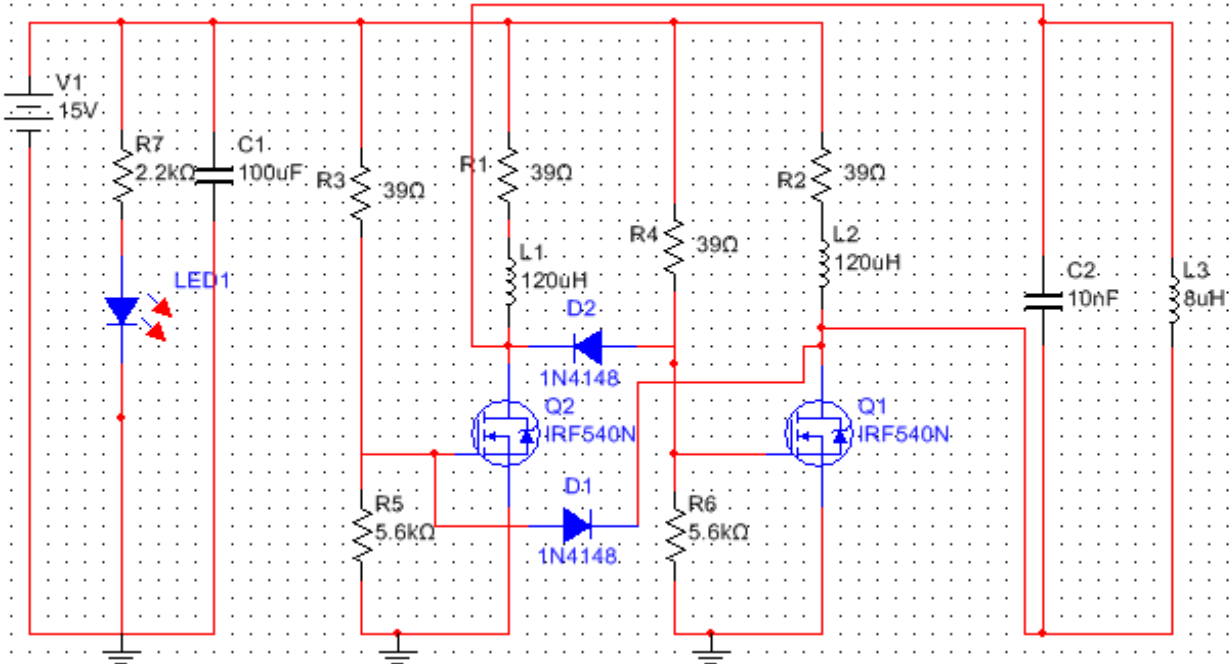 V1
15V
R7
2.2kΩ
C1
100uF
LED1
R3
39Ω
R1
39Ω
L1
120uH
R4
39Ω
R2
39Ω
L2
120uH
C2
10nF
L3
8uH
D2
1N4148
Q2
IRF540N
Q1
IRF540N
R5
5.6kΩ
D1
1N4148
R6
5.6kΩ